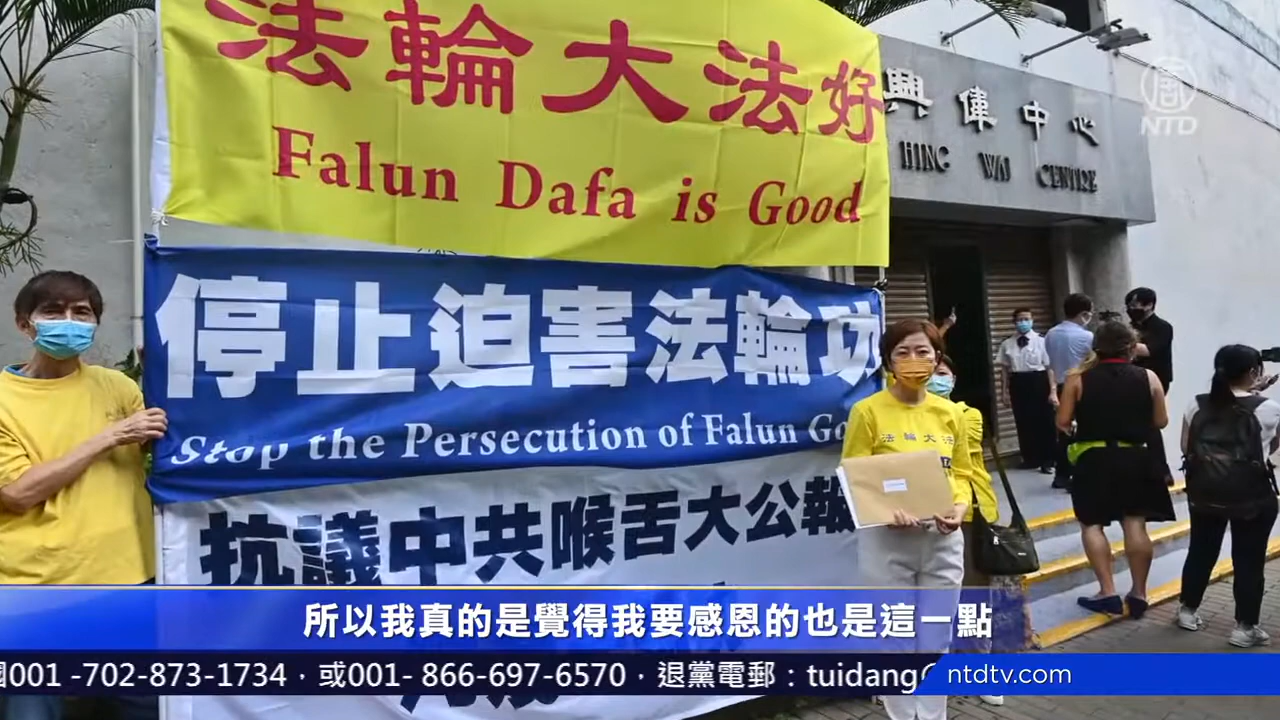 法輪大法好
Falun Dafa is Good
興偉中心
HING WAI CENTRE
NTD
停止迫害法輪功
Stop the Persecution of Falun Go
法輪大法
抗議中共喉舌大公報
所以我真的是覺得我要感恩的也是這一點
001 -702-873-1734，或001- 866-697-6570，退黨電郵：tuidang@
ntdtv.com